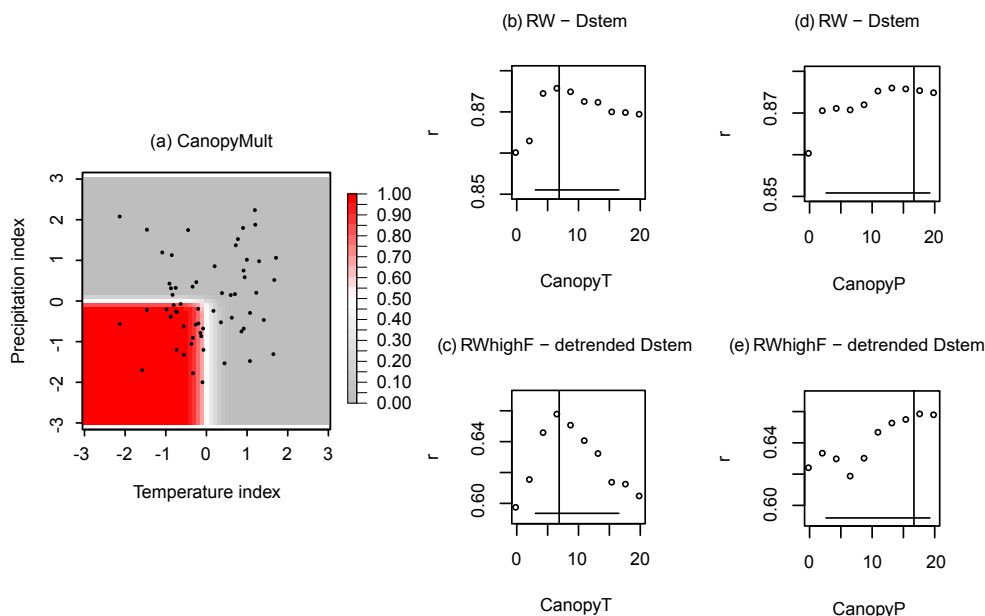 (a) CanopyMult
Precipitation index
3
2
1
0
-1
-2
-3
-3 -2 -1 0 1 2 3
Temperature index
1.00
0.90
0.80
0.70
0.60
0.50
0.40
0.30
0.20
0.10
0.00
(b) RW − Dstem
r
0.87
0.85
0 10 20
CanopyT
(d) RW − Dstem
r
0.87
0.85
0 10 20
CanopyP
(c) RWhighF − detrended Dstem
r
0.64
0.60
0 10 20
CanopyT
(e) RWhighF − detrended Dstem
r
0.64
0.60
0 10 20
CanopyP